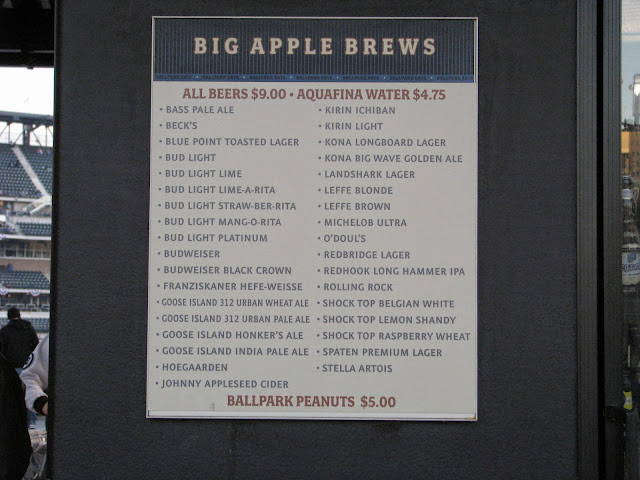 BIG APPLE BREWS
ALL BEERS $9.00 • AQUAFINA WATER $4.75
• BASS PALE ALE
• BECK'S
• BLUE POINT TOASTED LAGER
• BUD LIGHT
• BUD LIGHT LIME
• BUD LIGHT LIME-A-RITA
• BUD LIGHT STRAW-BER-RITA
• BUD LIGHT MANG-O-RITA
• BUD LIGHT PLATINUM
• BUDWEISER
• BUDWEISER BLACK CROWN
• FRANZISKANER HEFE-WEISSE
• GOOSE ISLAND 312 URBAN WHEAT ALE
• GOOSE ISLAND 312 URBAN PALE ALE
• GOOSE ISLAND HONKER'S ALE
• GOOSE ISLAND INDIA PALE ALE
• HOEGAARDEN
• JOHNNY APPLESEED CIDER
• KIRIN ICHIBAN
• KIRIN LIGHT
• KONA LONGBOARD LAGER
• KONA BIG WAVE GOLDEN ALE
• LANDSHARK LAGER
• LEFFE BLONDE
• LEFFE BROWN
• MICHELOB ULTRA
• O'DOUL'S
• REDBRIDGE LAGER
• REDHOOK LONG HAMMER IPA
• ROLLING ROCK
• SHOCK TOP BELGIAN WHITE
• SHOCK TOP LEMON SHANDY
• SHOCK TOP RASPBERRY WHEAT
• SPATEN PREMIUM LAGER
• STELLA ARTOIS
BALLPARK PEANUTS $5.00